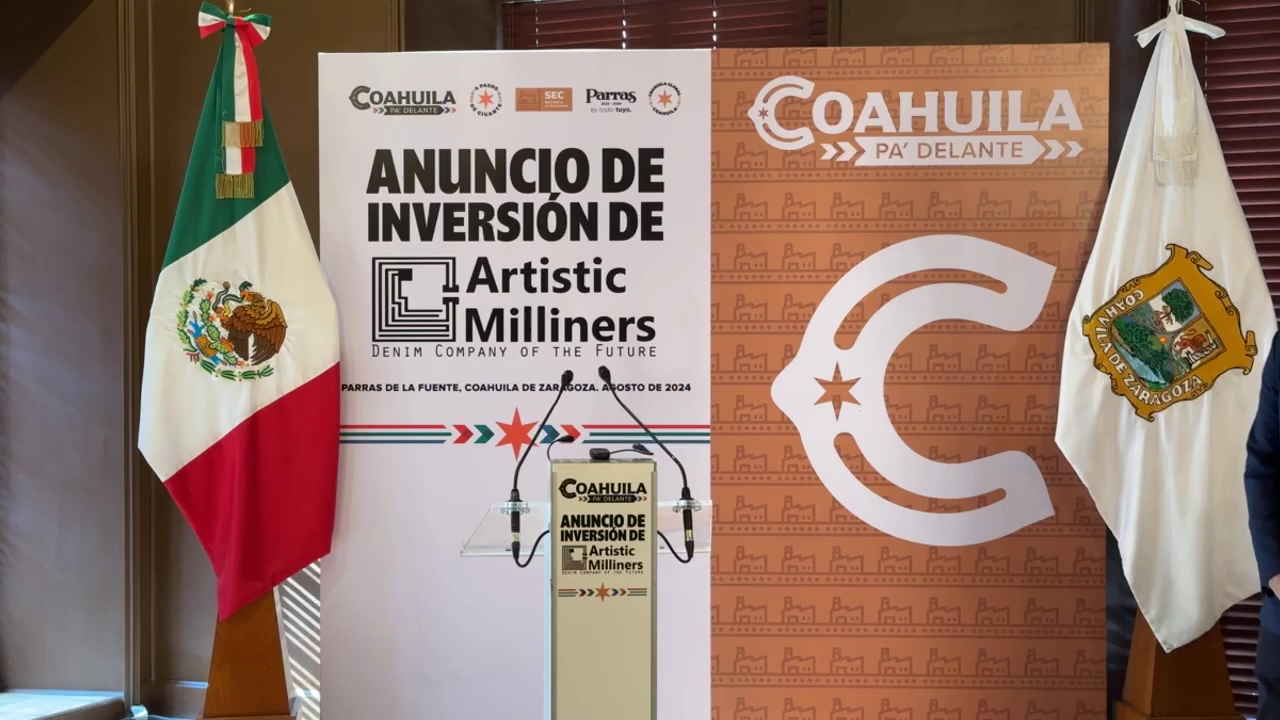 COAHUILA
PA' DELANTE
SEC
Parras
es todo tuyo.
ANUNCIO DE
INVERSIÓN DE
Artistic
Milliners
DENIM COMPANY OF THE FUTURE
PARRAS DE LA FUENTE, COAHUILA DE ZARAGOZA. AGOSTO DE 2024
COAHUILA
PA' DELANTE
COAHUILA DE ZARAGOZA
COAHUILA
PA' DELANTE
ANUNCIO DE
INVERSIÓN DE
Artistic
Milliners
DENIM COMPANY OF THE FUTURE